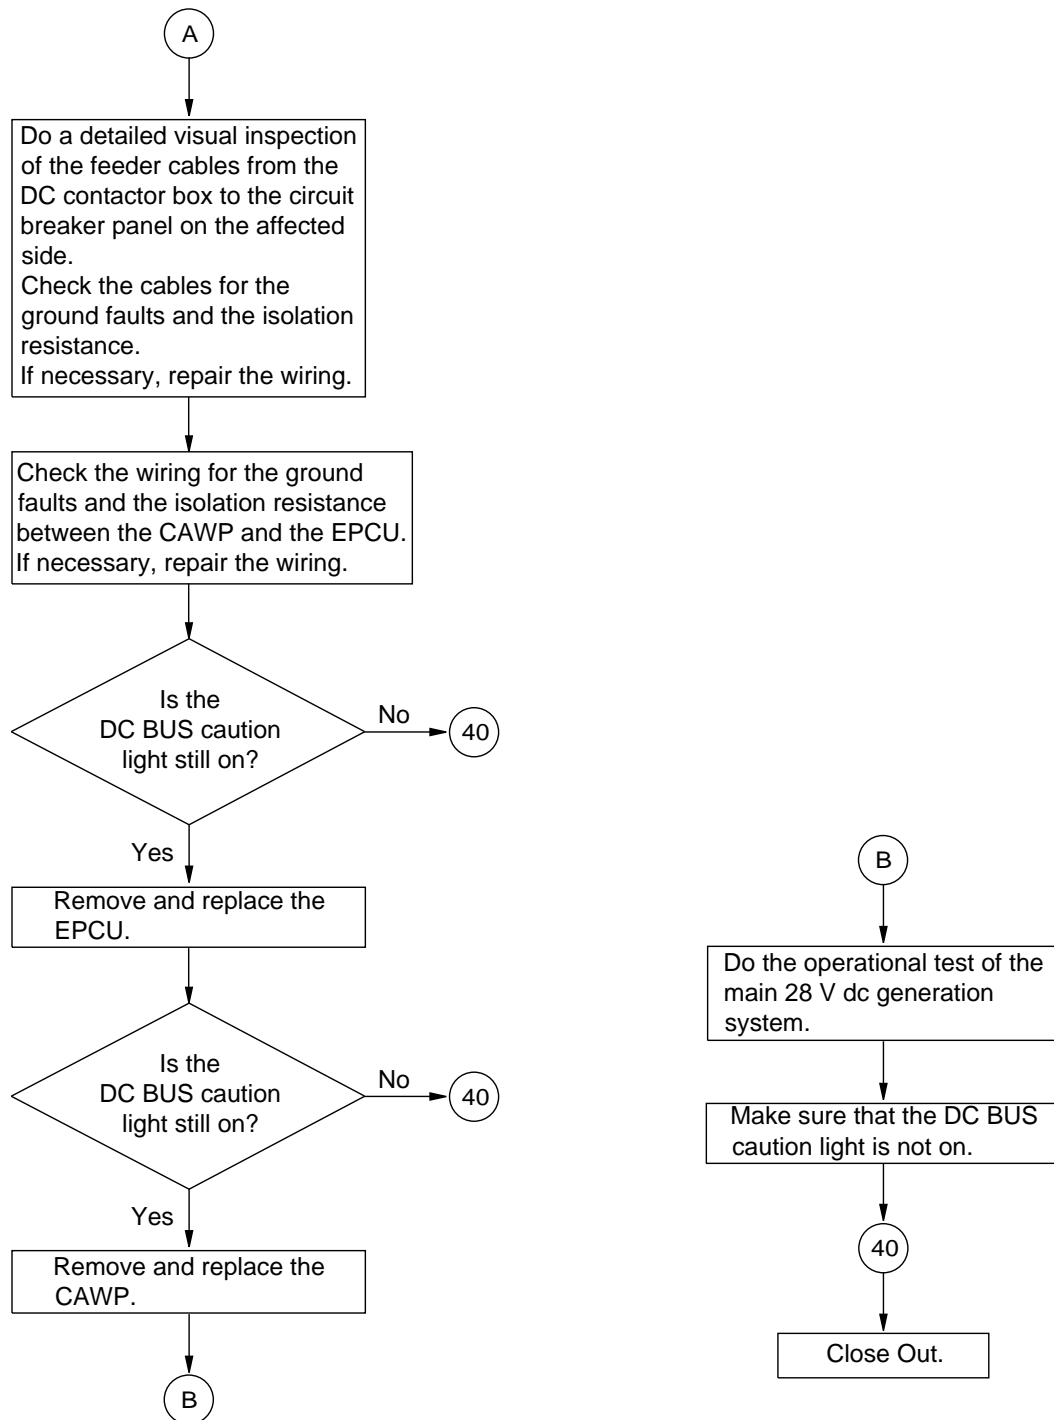 A
Do a detailed visual inspection
of the feeder cables from the
DC contactor box to the circuit
breaker panel on the affected
side.
Check the cables for the
ground faults and the isolation
resistance.
If necessary, repair the wiring.
Check the wiring for the ground
faults and the isolation resistance
between the CAWP and the EPCU.
If necessary, repair the wiring.
Is the
DC BUS caution
light still on?
No
40
Yes
Remove and replace the
EPCU.
Is the
DC BUS caution
light still on?
No
40
Yes
Remove and replace the
CAWP.
B
B
Do the operational test of the
main 28 V dc generation
system.
Make sure that the DC BUS
caution light is not on.
40
Close Out.